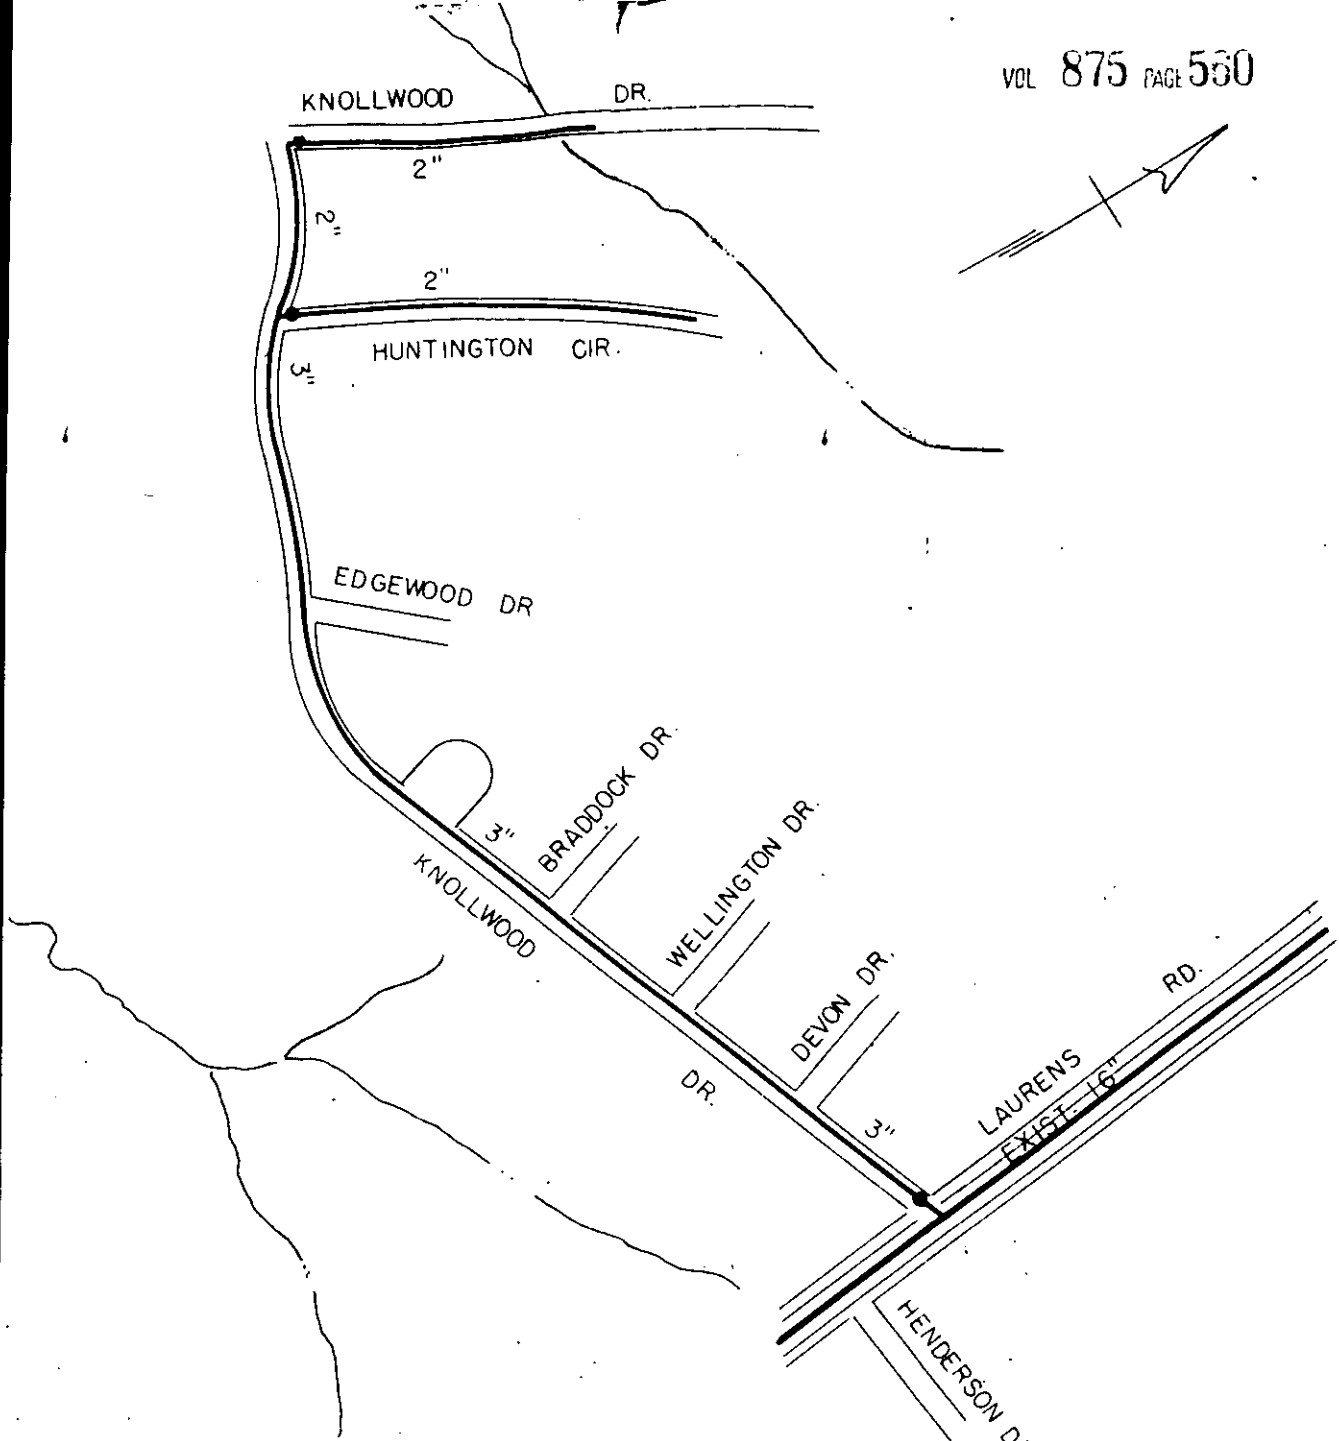 VOL 875 PAGE 560
KNOLLWOOD DR.
2"
2"
2"
HUNTINGTON CIR.
3"
EDGEWOOD DR
BRADDOCK DR.
3"
WELLINGTON DR.
KNOLLWOOD DR.
DEVON DR.
RD.
LAURENS
EXIST. 16"
3"
HENDERSON